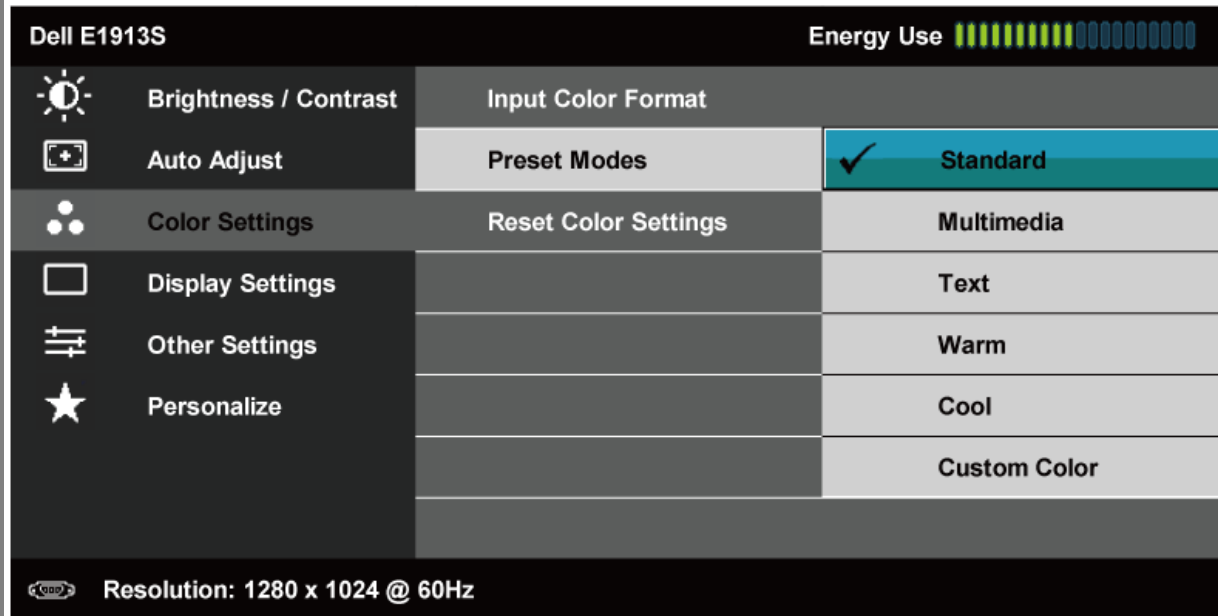 Dell E1913S
Energy Use
Brightness / Contrast
Input Color Format
Auto Adjust
Preset Modes
Standard
Color Settings
Reset Color Settings
Multimedia
Display Settings
Text
Other Settings
Warm
Personalize
Cool
Custom Color
Resolution: 1280 x 1024 @ 60Hz